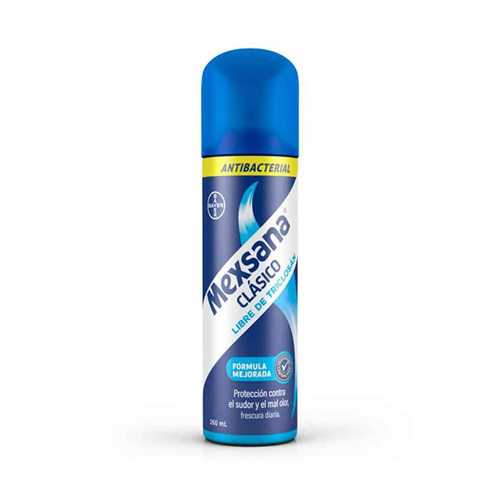 ANTIBACTERIAL
BAYER
Mexsana®
CLÁSICO
LIBRE DE TRICLOSÁN
FÓRMULA
MEJORADA
Protección contra
el sudor y el mal olor,
frescura diaria.
260 mL